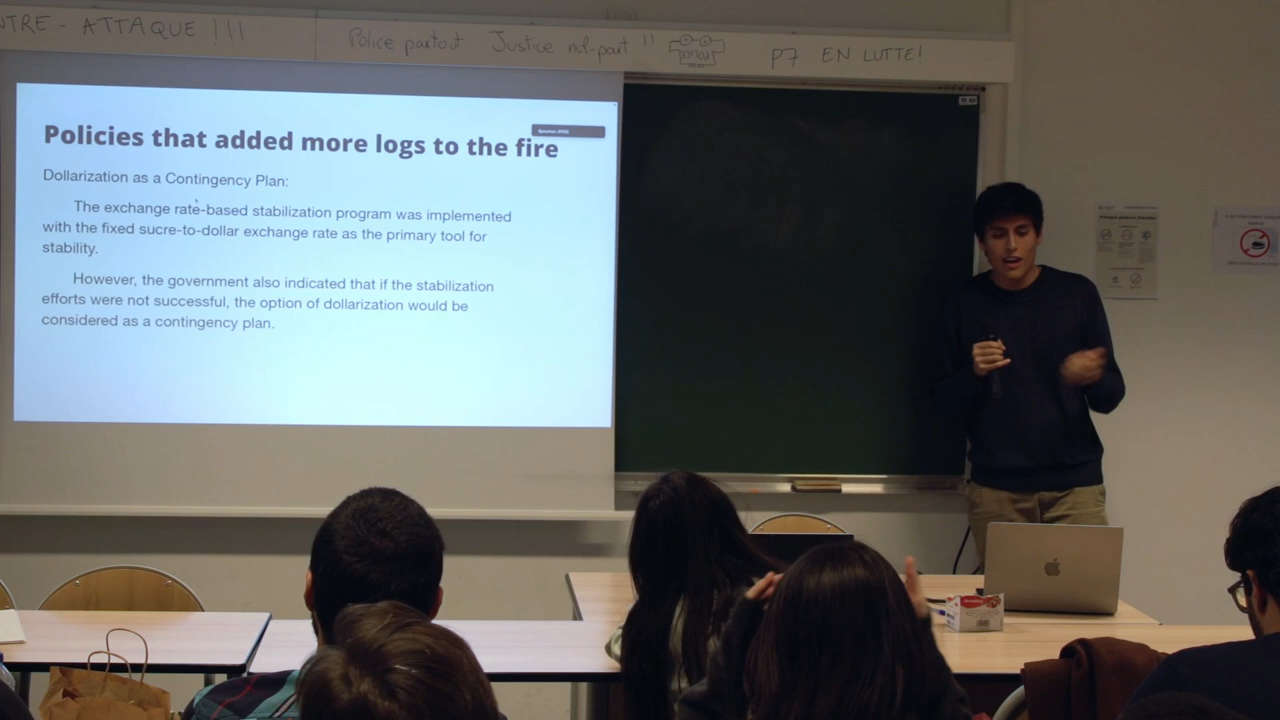 NTRE - ATTAQUE !!!
Police partout Justice nul-part !!
P7 EN LUTTE!
Policies that added more logs to the fire
Dollarization as a Contingency Plan:
The exchange rate-based stabilization program was implemented
with the fixed sucre-to-dollar exchange rate as the primary tool for
stability.
However, the government also indicated that if the stabilization
efforts were not successful, the option of dollarization would be
considered as a contingency plan.